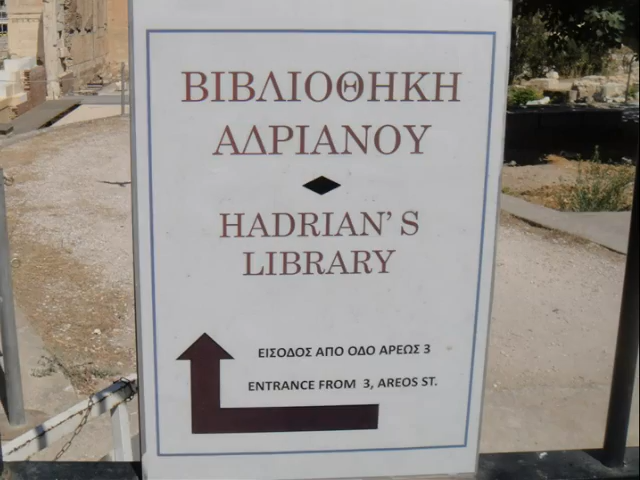 ΒΙΒΛΙΟΘΗΚΗ
ΑΔΡΙΑΝΟΥ
HADRIAN'S
LIBRARY
ΕΙΣΟΔΟΣ ΑΠΟ ΟΔΟ ΑΡΕΩΣ 3
ENTRANCE FROM 3, AREOS ST.